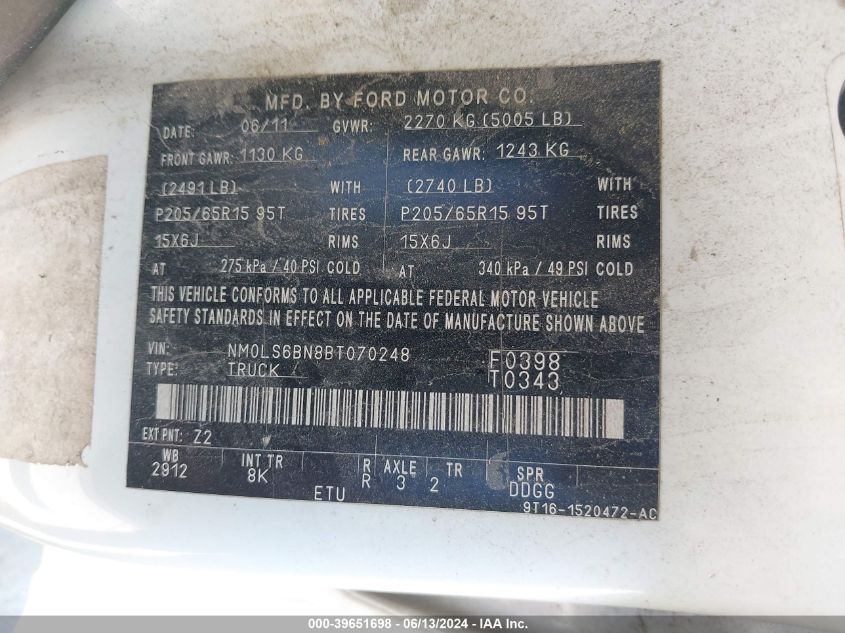 MFD. BY FORD MOTOR CO.
DATE: 06/11 GVWR: 2270 KG (5005 LB)
FRONT GAWR: 1130 KG REAR GAWR: 1243 KG
(2491 LB) WITH (2740 LB) WITH
P205/65R15 95T TIRES P205/65R15 95T TIRES
15X6J RIMS 15X6J RIMS
AT 275 kPa / 40 PSI COLD AT 340 kPa / 49 PSI COLD
THIS VEHICLE CONFORMS TO ALL APPLICABLE FEDERAL MOTOR VEHICLE
SAFETY STANDARDS IN EFFECT ON THE DATE OF MANUFACTURE SHOWN ABOVE
VIN: NM0LS6BN8BT070248 F0398
TYPE: TRUCK T0343
EXT PNT: Z2
WB INT TR R AXLE TR SPR
2912 8K R 3 2 DDGG
ETU 9T16-1520472-AC
000-39651698 - 06/13/2024 - IAA Inc.